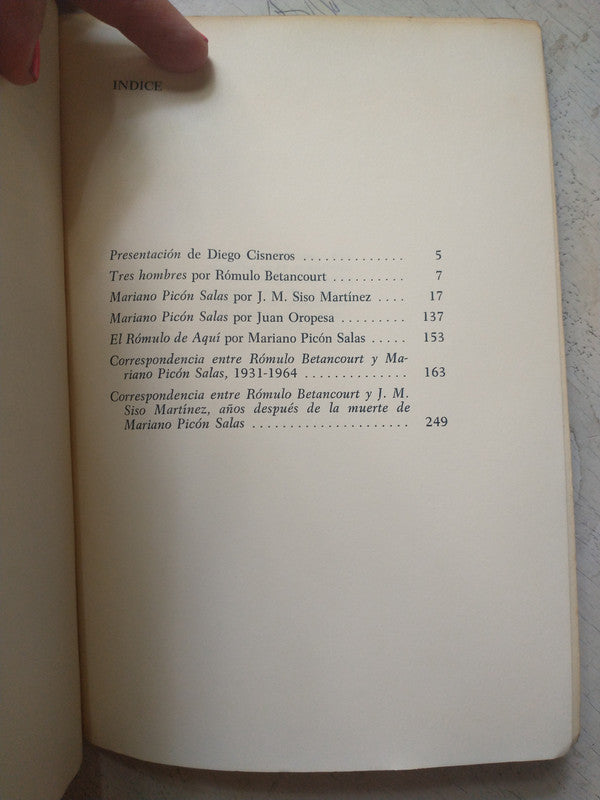 INDICE
Presentación de Diego Cisneros . . . . . . . . . . . . . . 5
Tres hombres por Rómulo Betancourt . . . . . . . . . . 7
Mariano Picón Salas por J. M. Siso Martínez . . . . 17
Mariano Picón Salas por Juan Oropesa . . . . . . . . . 137
El Rómulo de Aquí por Mariano Picón Salas . . . . . 153
Correspondencia entre Rómulo Betancourt y Ma-
riano Picón Salas, 1931-1964 . . . . . . . . . . . . . . 163
Correspondencia entre Rómulo Betancourt y J. M.
Siso Martínez, años después de la muerte de
Mariano Picón Salas . . . . . . . . . . . . . . . . . . . . . 249